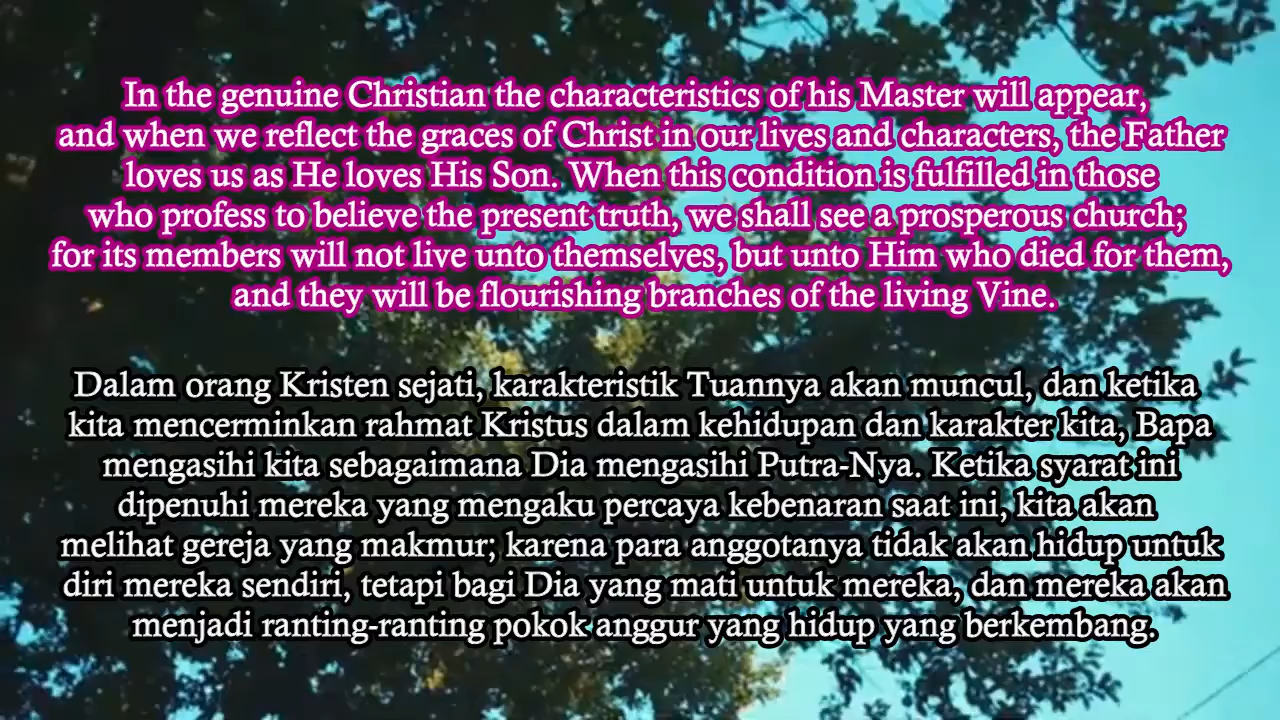 In the genuine Christian the characteristics of his Master will appear,
and when we reflect the graces of Christ in our lives and characters, the Father
loves us as He loves His Son. When this condition is fulfilled in those
who profess to believe the present truth, we shall see a prosperous church;
for its members will not live unto themselves, but unto Him who died for them,
and they will be flourishing branches of the living Vine.
Dalam orang Kristen sejati, karakteristik Tuannya akan muncul, dan ketika
kita mencerminkan rahmat Kristus dalam kehidupan dan karakter kita, Bapa
mengasihi kita sebagaimana Dia mengasihi Putra-Nya. Ketika syarat ini
dipenuhi mereka yang mengaku percaya kebenaran saat ini, kita akan
melihat gereja yang makmur; karena para anggotanya tidak akan hidup untuk
diri mereka sendiri, tetapi bagi Dia yang mati untuk mereka, dan mereka akan
menjadi ranting-ranting pokok anggur yang hidup yang berkembang.